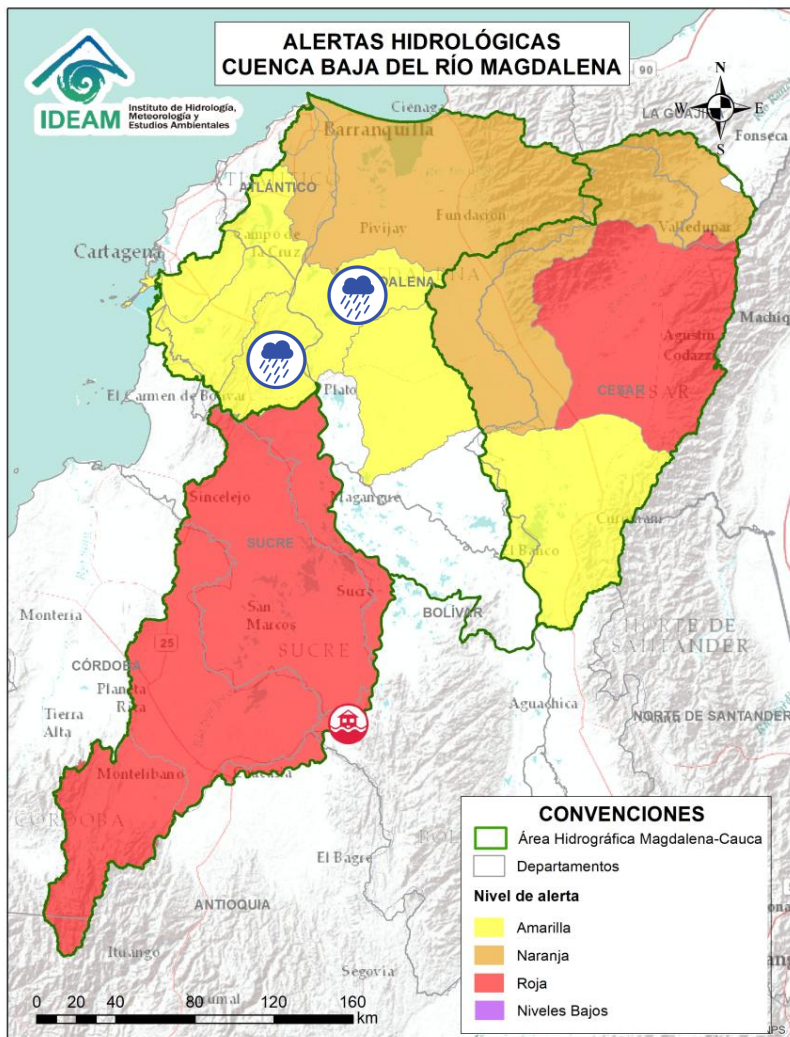 ALERTAS HIDROLÓGICAS
CUENCA BAJA DEL RÍO MAGDALENA
IDEAM
Instituto de Hidrología,
Meteorología y
Estudios Ambientales
N
W
E
S
90
Ciénaga
LA GUAJIRA
Fonseca
Barranquilla
ATLÁNTICO
Pivijay
Fundación
Valledupar
Cartagena
Campo de
la Cruz
Agustín
Codazzi
CESAR
El Carmen de Bolívar
Plato
Sincelejo
Magangué
SUCRE
El Banco
Sucre
BOLÍVAR
San
Marcos
SUCRE
Montería
25
CÓRDOBA
NORTE DE
SANTANDER
Planeta
Rica
Tierra
Alta
Aguachica
NORTE DE SANTANDER
Montelíbano
CÓRDOBA
El Bagre
ANTIOQUIA
Ituango
Segovia
CONVENCIONES
Área Hidrográfica Magdalena-Cauca
Departamentos
Nivel de alerta
Amarilla
Naranja
Roja
Niveles Bajos
0 20 40 80 120 160
km